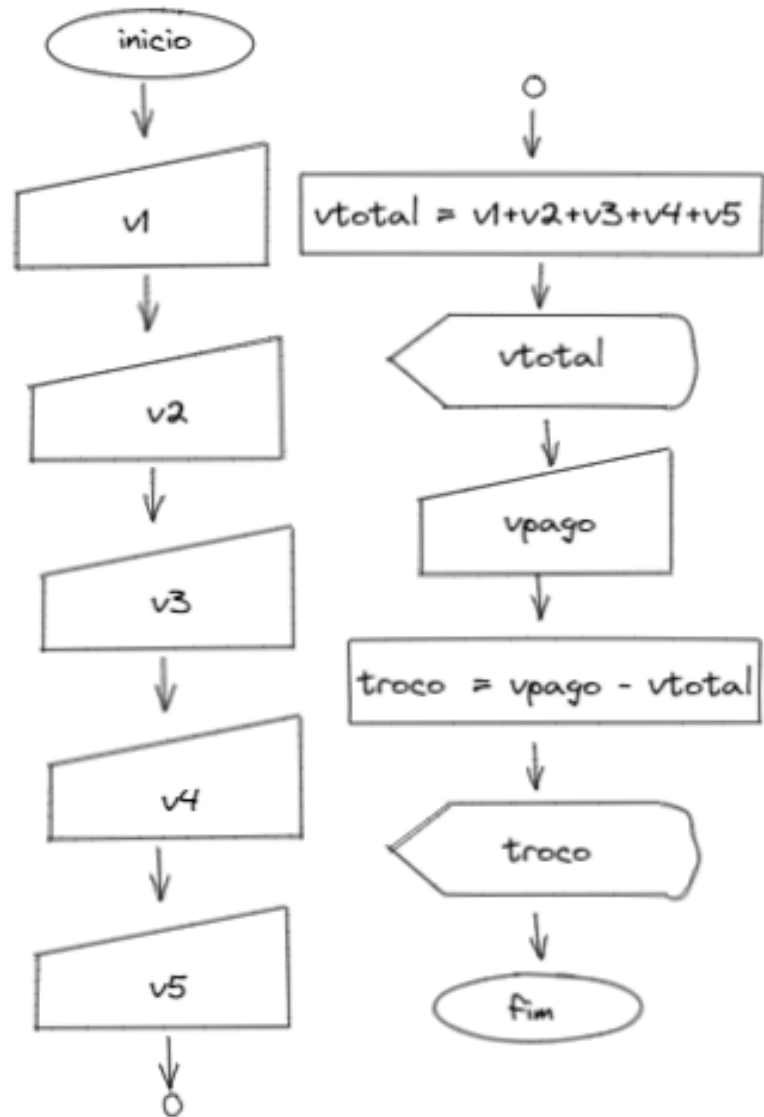 inicio
v1
v2
v3
v4
v5
vtotal = v1+v2+v3+v4+v5
vtotal
vpago
troco = vpago - vtotal
troco
fim